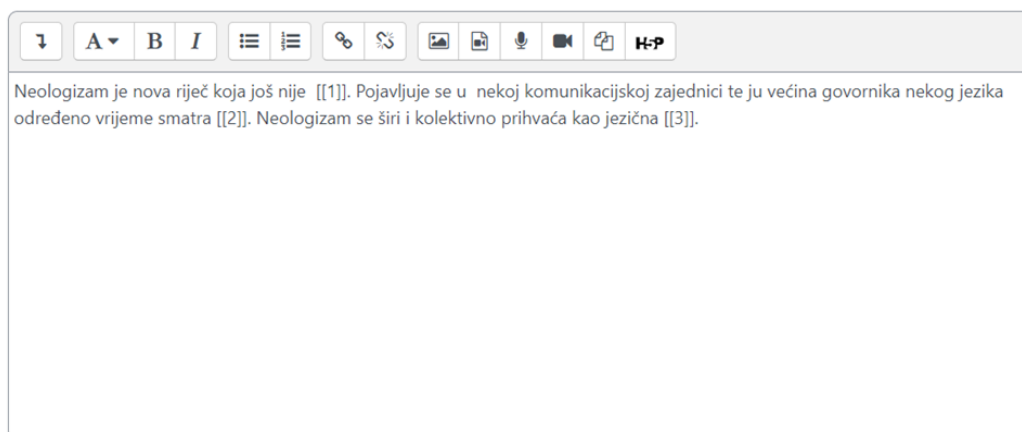 A B I H-P
Neologizam je nova riječ koja još nije [[1]]. Pojavljuje se u nekoj komunikacijskoj zajednici te ju većina govornika nekog jezika
određeno vrijeme smatra [[2]]. Neologizam se širi i kolektivno prihvaća kao jezična [[3]].